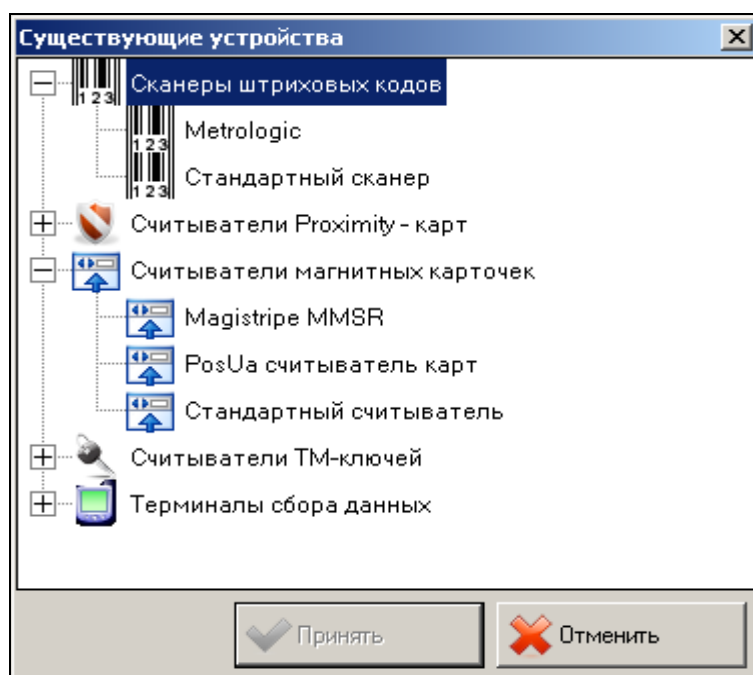 Существующие устройства
Сканеры штриховых кодов
Metrologic
Стандартный сканер
Считыватели Proximity - карт
Считыватели магнитных карточек
Magistripe MMSR
PosUa считыватель карт
Стандартный считыватель
Считыватели ТМ-ключей
Терминалы сбора данных
Принять
Отменить